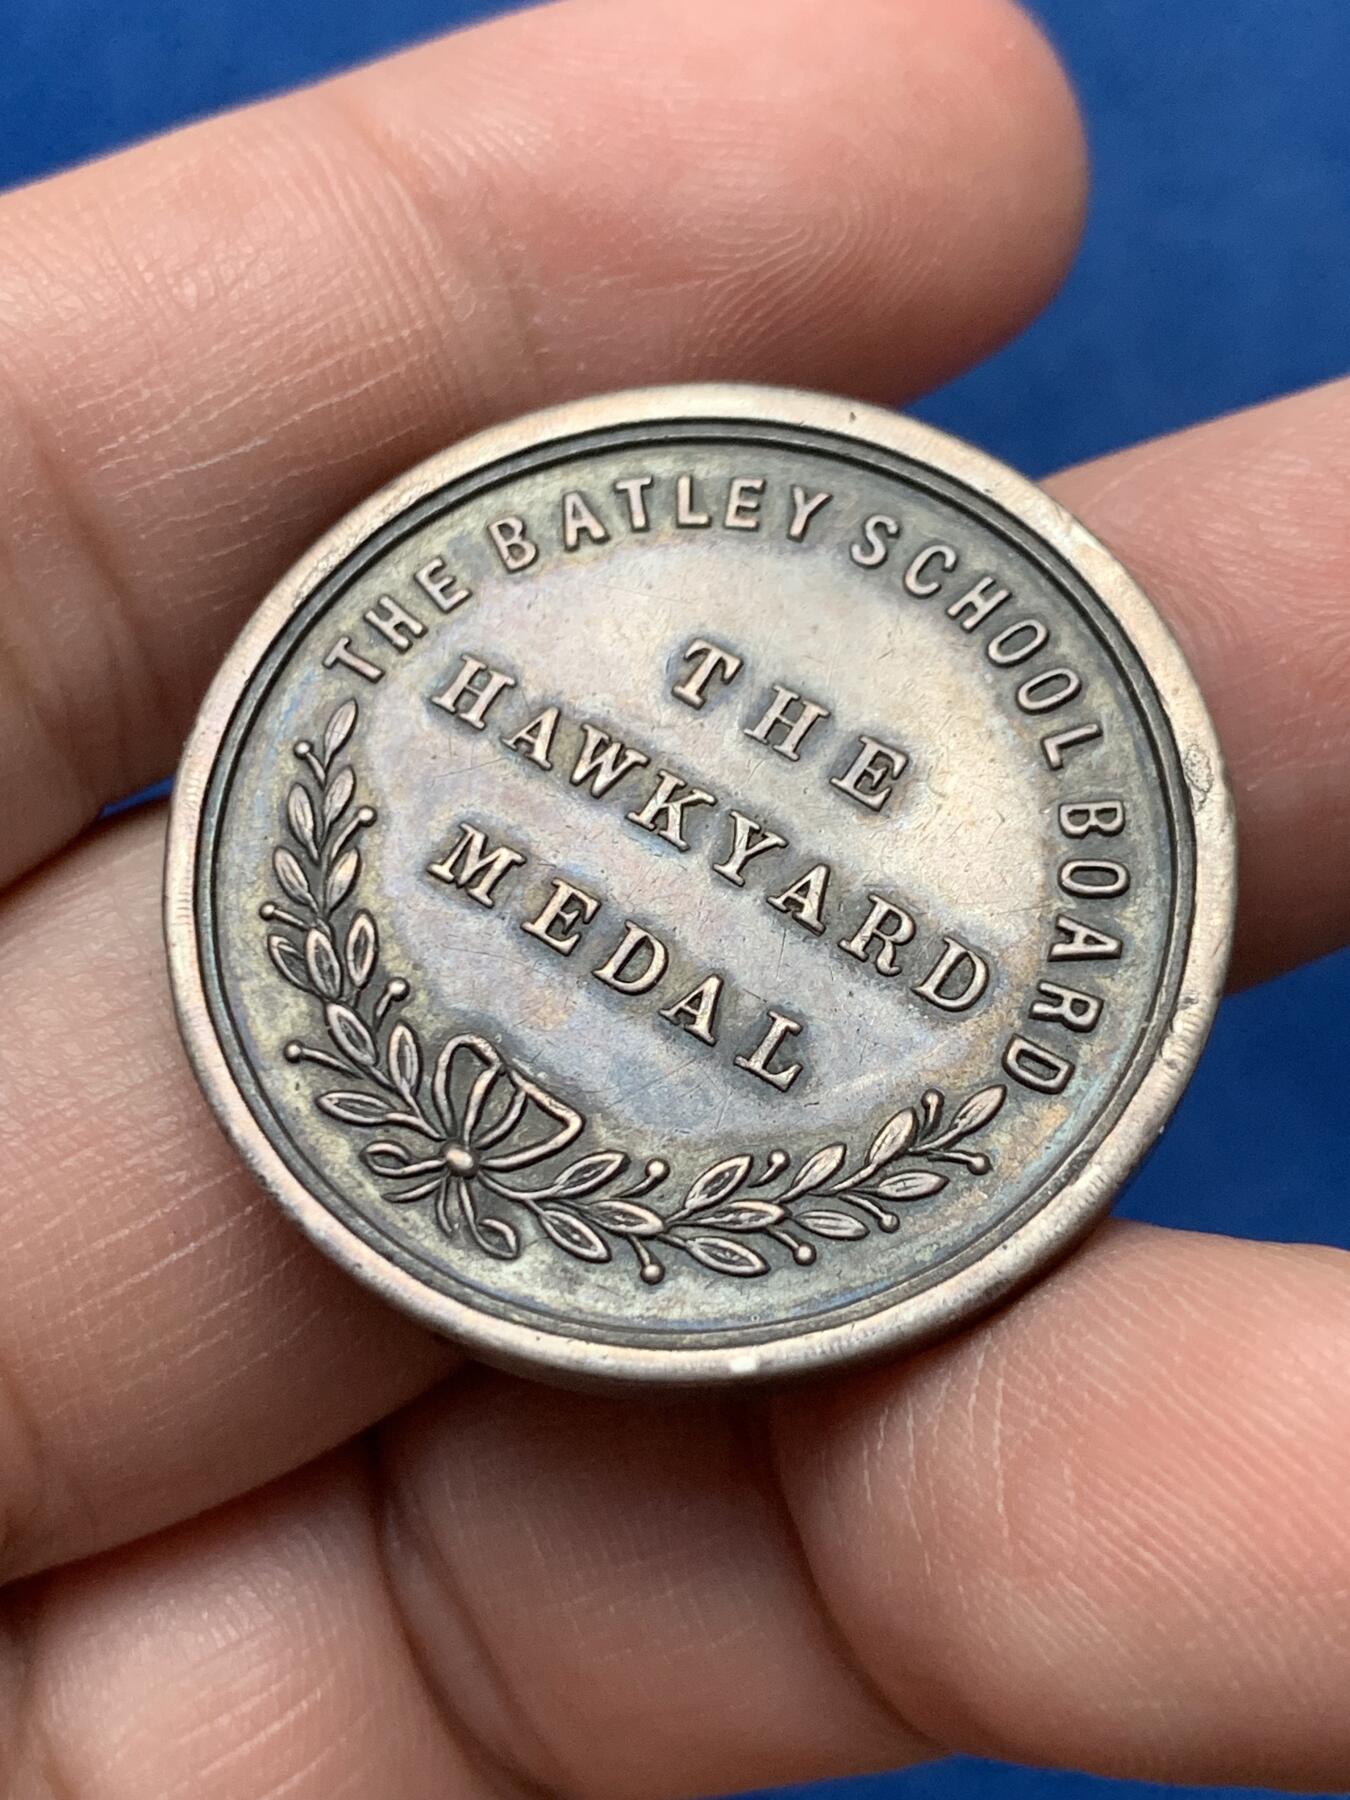 THE BATLEY SCHOOL BOARD
THE
HAWKYARD
MEDAL